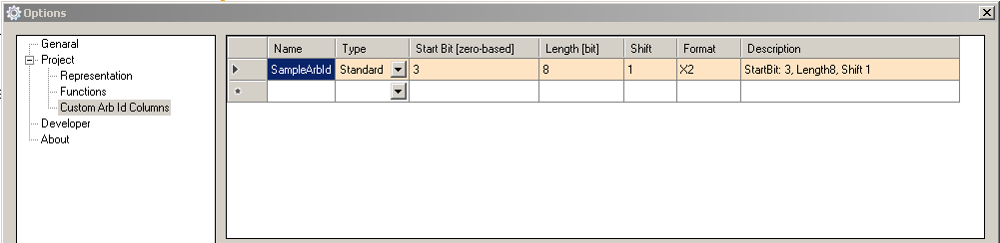 Options
General
Project
Representation
Functions
Custom Arb Id Columns
Developer
About
Name Type Start Bit [zero-based] Length [bit] Shift Format Description
SampleArbId Standard 3 8 1 X2 StartBit: 3, Length8, Shift 1
*